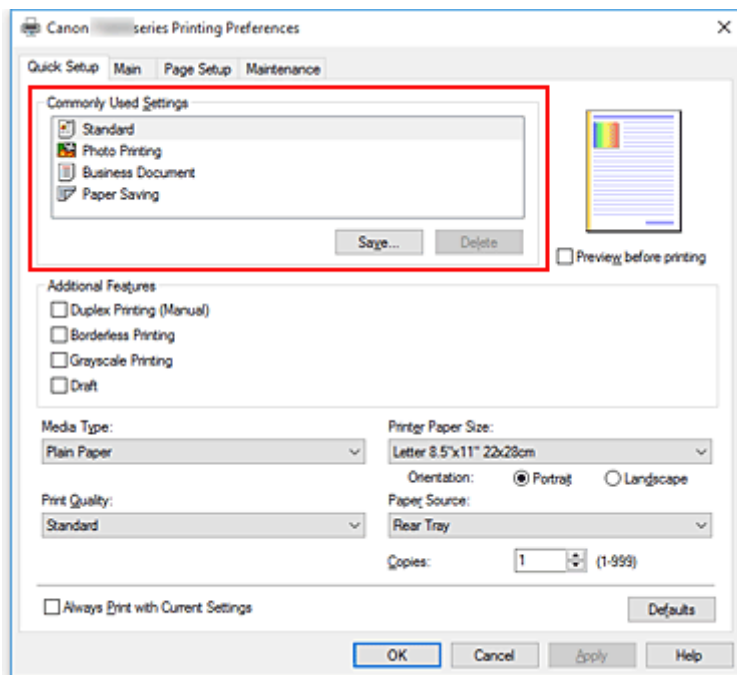 Canon series Printing Preferences
Quick Setup Main Page Setup Maintenance
Commonly Used Settings
Standard
Photo Printing
Business Document
Paper Saving
Save... Delete
Preview before printing
Additional Features
Duplex Printing (Manual)
Borderless Printing
Grayscale Printing
Draft
Media Type: Printer Paper Size:
Plain Paper Letter 8.5"x11" 22x28cm
Orientation: Portrait Landscape
Print Quality: Paper Source:
Standard Rear Tray
Copies: 1 (1-999)
Always Print with Current Settings Defaults
OK Cancel Apply Help